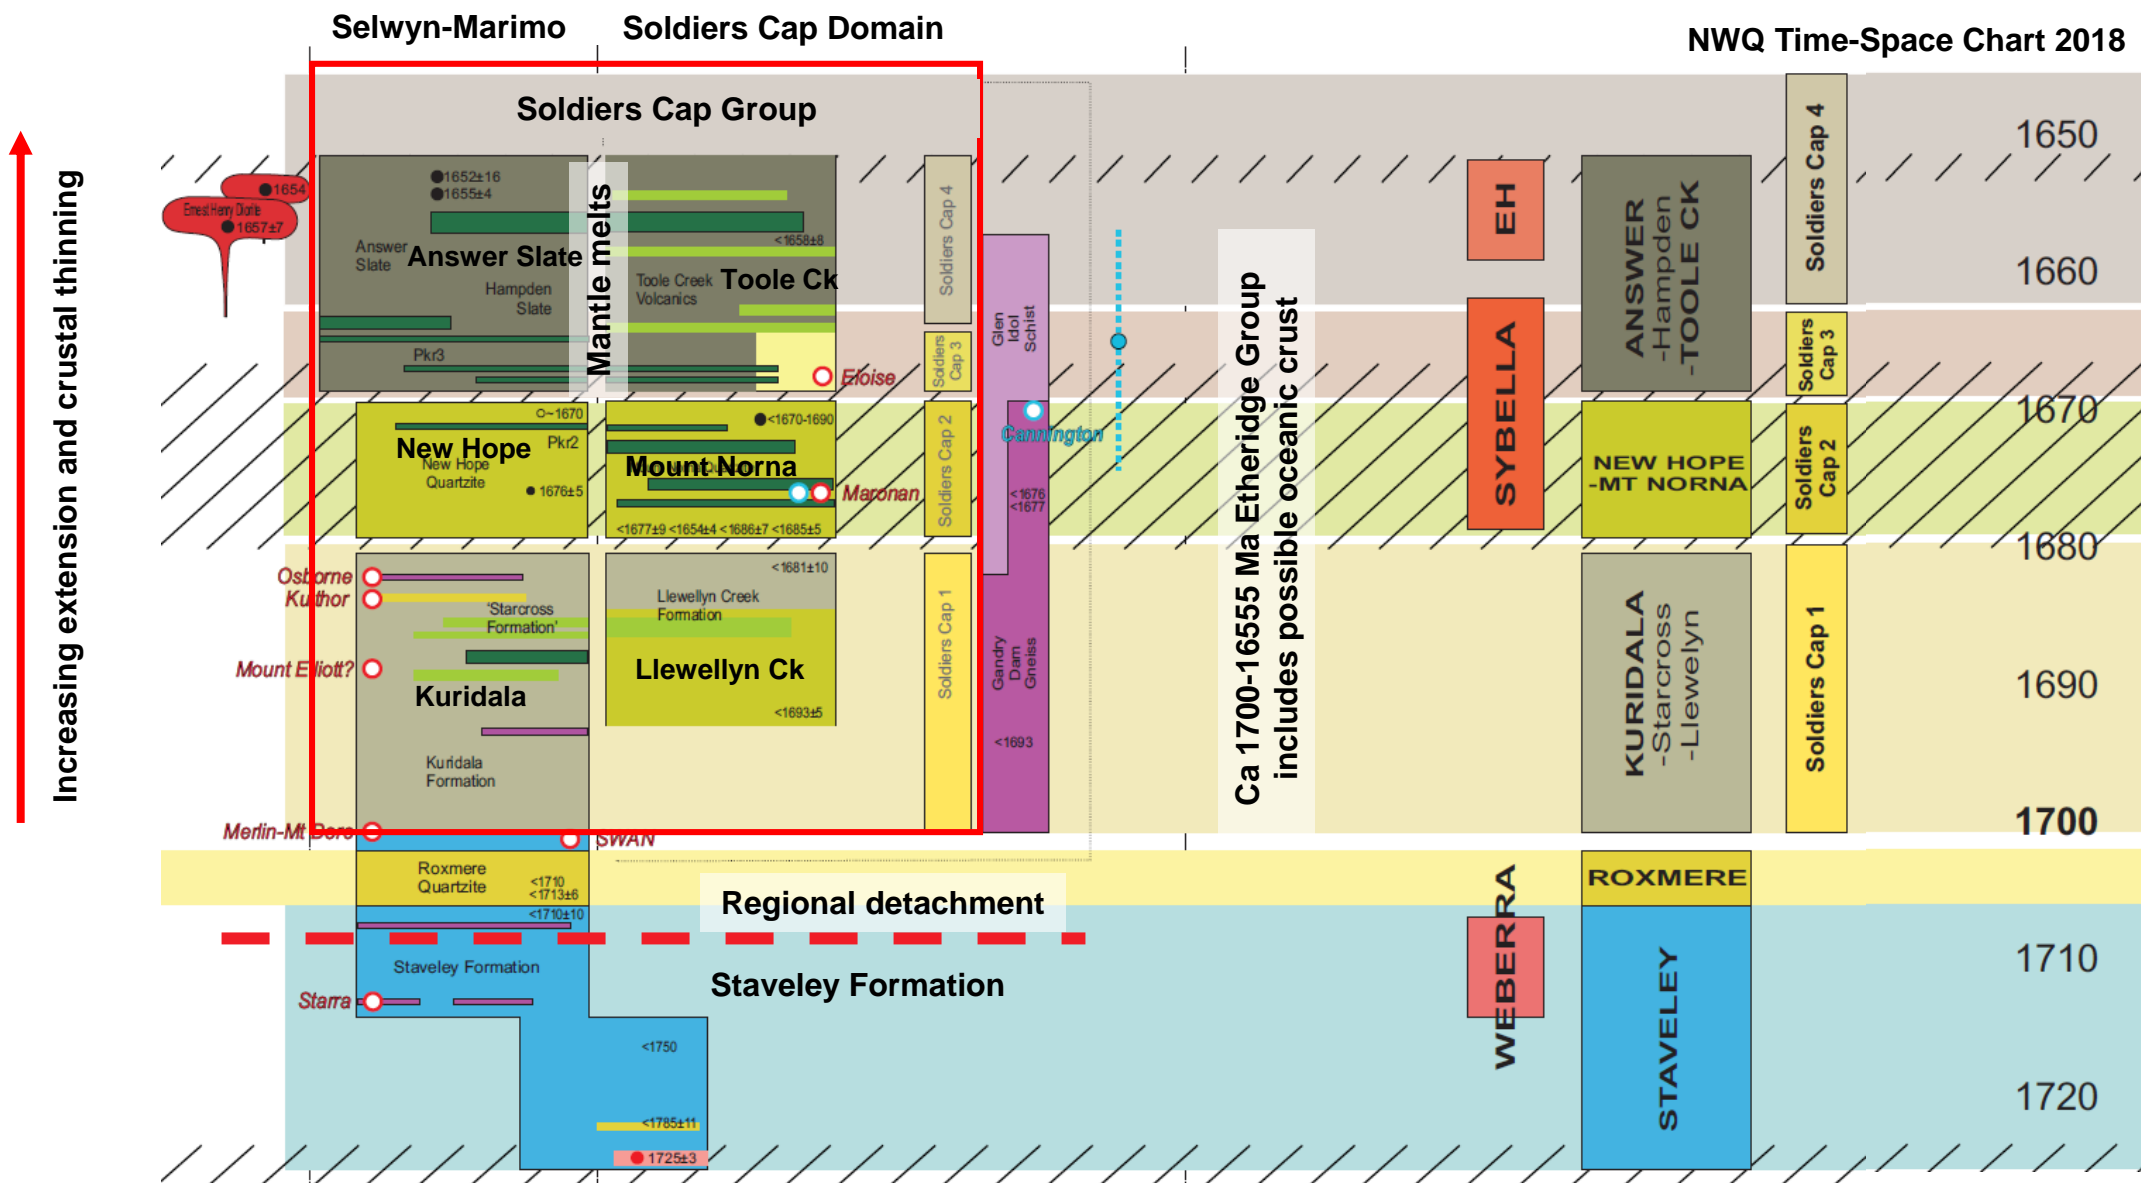 Selwyn-Marimo
Soldiers Cap Domain
NWQ Time-Space Chart 2018
Soldiers Cap Group
Increasing extension and crustal thinning
1654
Ernest Henry Diorite
1657±7
1652±16
1655±4
Answer
Slate
Answer Slate
Hampden
Slate
Pkr3
Mantle melts
<1658±8
Toole Creek
Volcanics
Toole Ck
Eloise
Soldiers Cap 4
Soldiers
Cap 3
Soldiers Cap 2
Soldiers Cap 1
~1670
Pkr2
New Hope
New Hope
Quartzite
1676±5
<1670-1690
Mount Norna
Maronan
<1677±9 <1654±4 <1686±7 <1685±5
Osborne
Kulthor
Mount Elliott?
Merlin-Mt Dore
SWAN
'Starcross
Formation'
Kuridala
Kuridala
Formation
<1681±10
Llewellyn Creek
Formation
Llewellyn Ck
<1693±5
Glen
Idol
Schist
Cannington
<1676
<1677
Gandry
Dam
Gneiss
<1693
Ca 1700-16555 Ma Etheridge Group
includes possible oceanic crust
Roxmere
Quartzite
<1710
<1713±6
<1710±10
Regional detachment
Staveley Formation
Staveley Formation
Starra
<1750
<1785±11
1725±3
EH
SYBELLA
WEBERRA
ANSWER
-Hampden
-TOOLE CK
NEW HOPE
-MT NORNA
KURIDALA
-Starcross
-Llewelyn
ROXMERE
STAVELEY
Soldiers Cap 4
Soldiers
Cap 3
Soldiers
Cap 2
Soldiers Cap 1
1650
1660
1670
1680
1690
1700
1710
1720